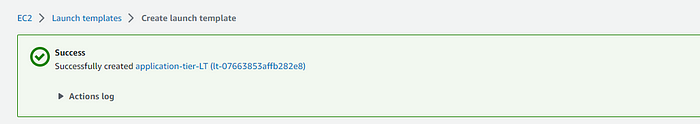 EC2 > Launch templates > Create launch template
Success
Successfully created application-tier-LT (lt-07663853affb282e8)
Actions log